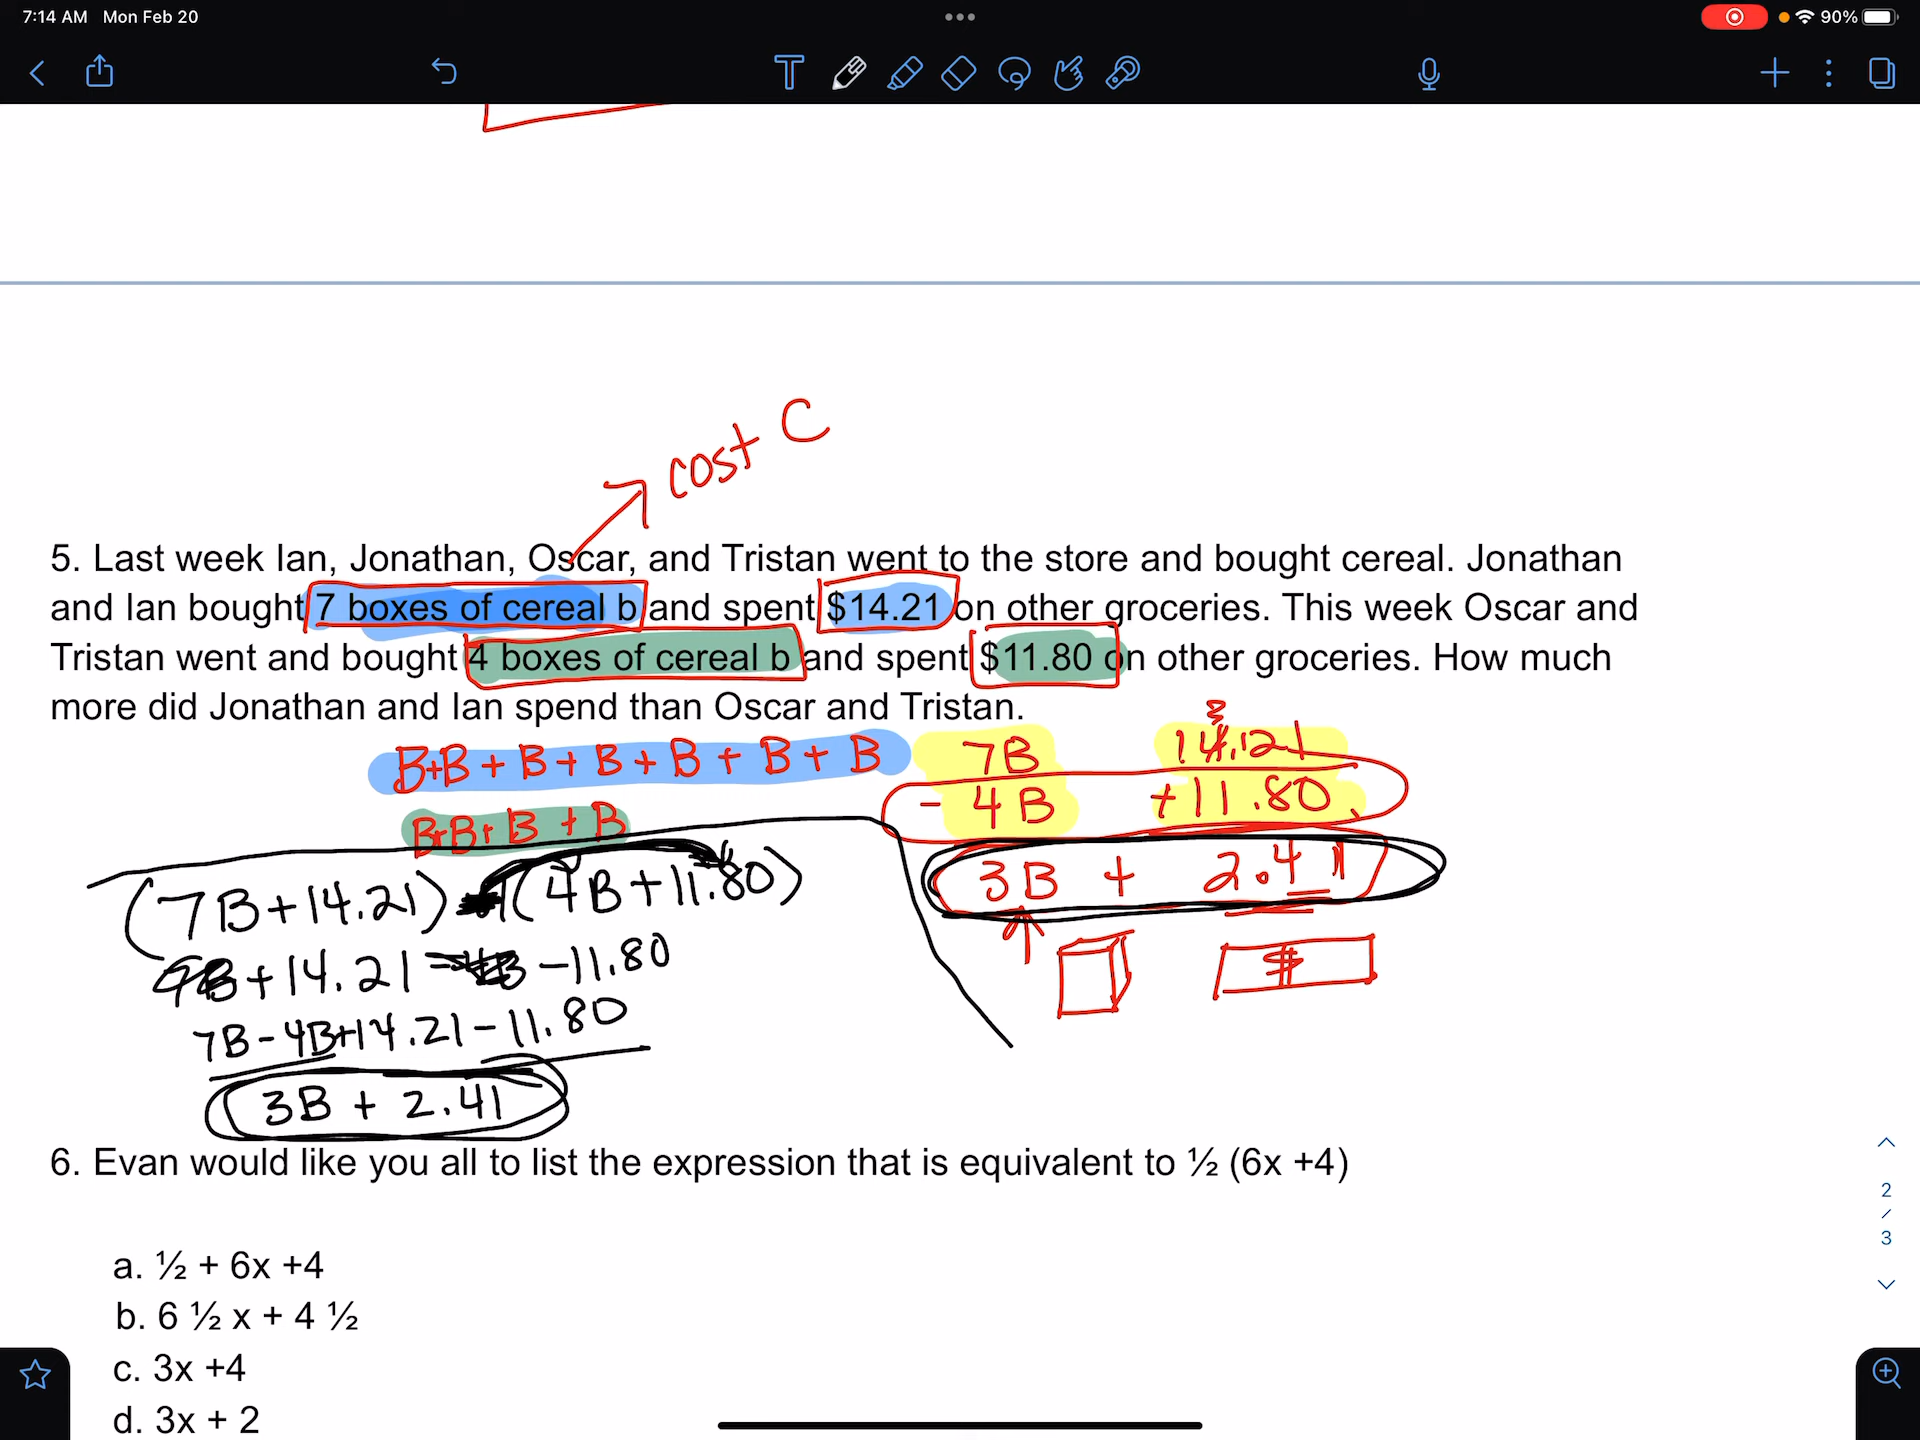 7:14 AM Mon Feb 20
90%
cost C
5. Last week Ian, Jonathan, Oscar, and Tristan went to the store and bought cereal. Jonathan
and Ian bought 7 boxes of cereal b and spent $14.21 on other groceries. This week Oscar and
Tristan went and bought 4 boxes of cereal b and spent $11.80 on other groceries. How much
more did Jonathan and Ian spend than Oscar and Tristan.
B+B+B+B+B+B+B
B+B+B+B
7B 14.21
- 4B +11.80
3B + 2.41
$
(7B+14.21)-1(4B+11.80)
7B+14.21-4B-11.80
7B-4B+14.21-11.80
3B + 2.41
6. Evan would like you all to list the expression that is equivalent to ½ (6x +4)
a. ½ + 6x +4
b. 6 ½ x + 4 ½
c. 3x +4
d. 3x + 2
2
/
3